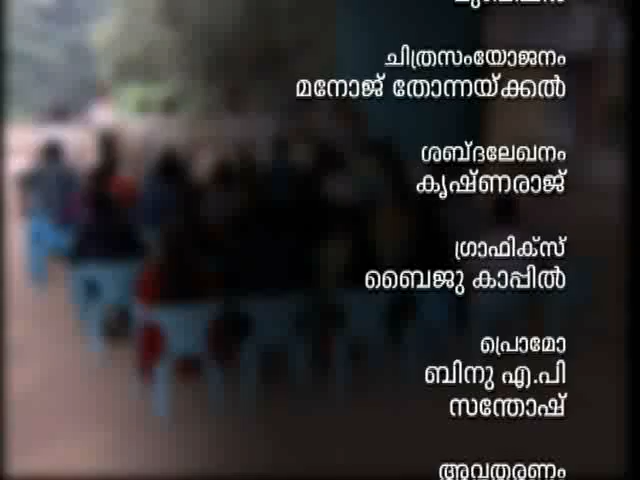 ചിത്രസംയോജനം
മനോജ് തോന്നയ്ക്കൽ
ശബ്ദലേഖനം
കൃഷ്ണരാജ്
ഗ്രാഫിക്സ്
ബൈജു കാപ്പിൽ
പ്രൊമോ
ബിനു എ.പി
സന്തോഷ്
അവതരണം